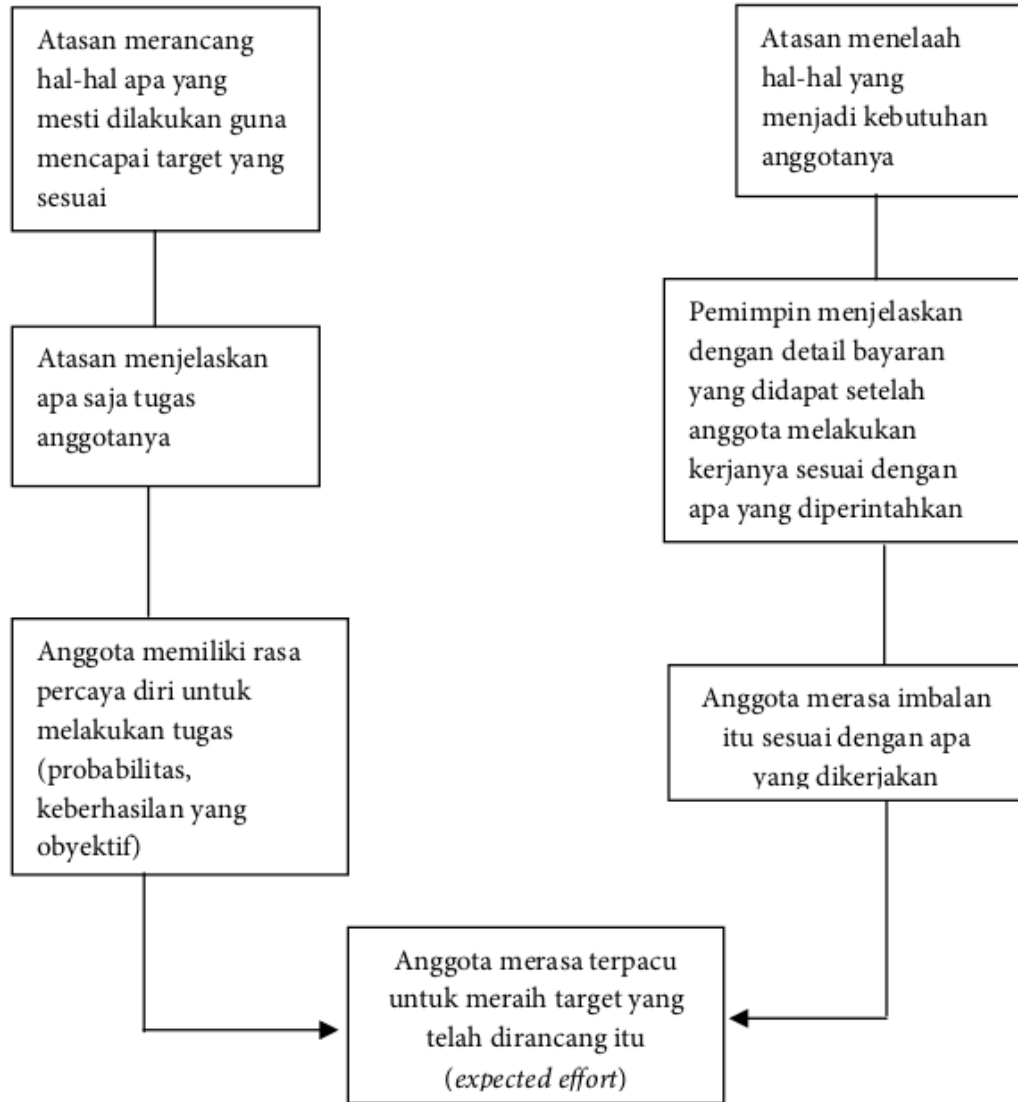 Atasan merancang
hal-hal apa yang
mesti dilakukan guna
mencapai target yang
sesuai
Atasan menjelaskan
apa saja tugas
anggotanya
Anggota memiliki rasa
percaya diri untuk
melakukan tugas
(probabilitas,
keberhasilan yang
obyektif)
Atasan menelaah
hal-hal yang
menjadi kebutuhan
anggotanya
Pemimpin menjelaskan
dengan detail bayaran
yang didapat setelah
anggota melakukan
kerjanya sesuai dengan
apa yang diperintahkan
Anggota merasa imbalan
itu sesuai dengan apa
yang dikerjakan
Anggota merasa terpacu
untuk meraih target yang
telah dirancang itu
(expected effort)